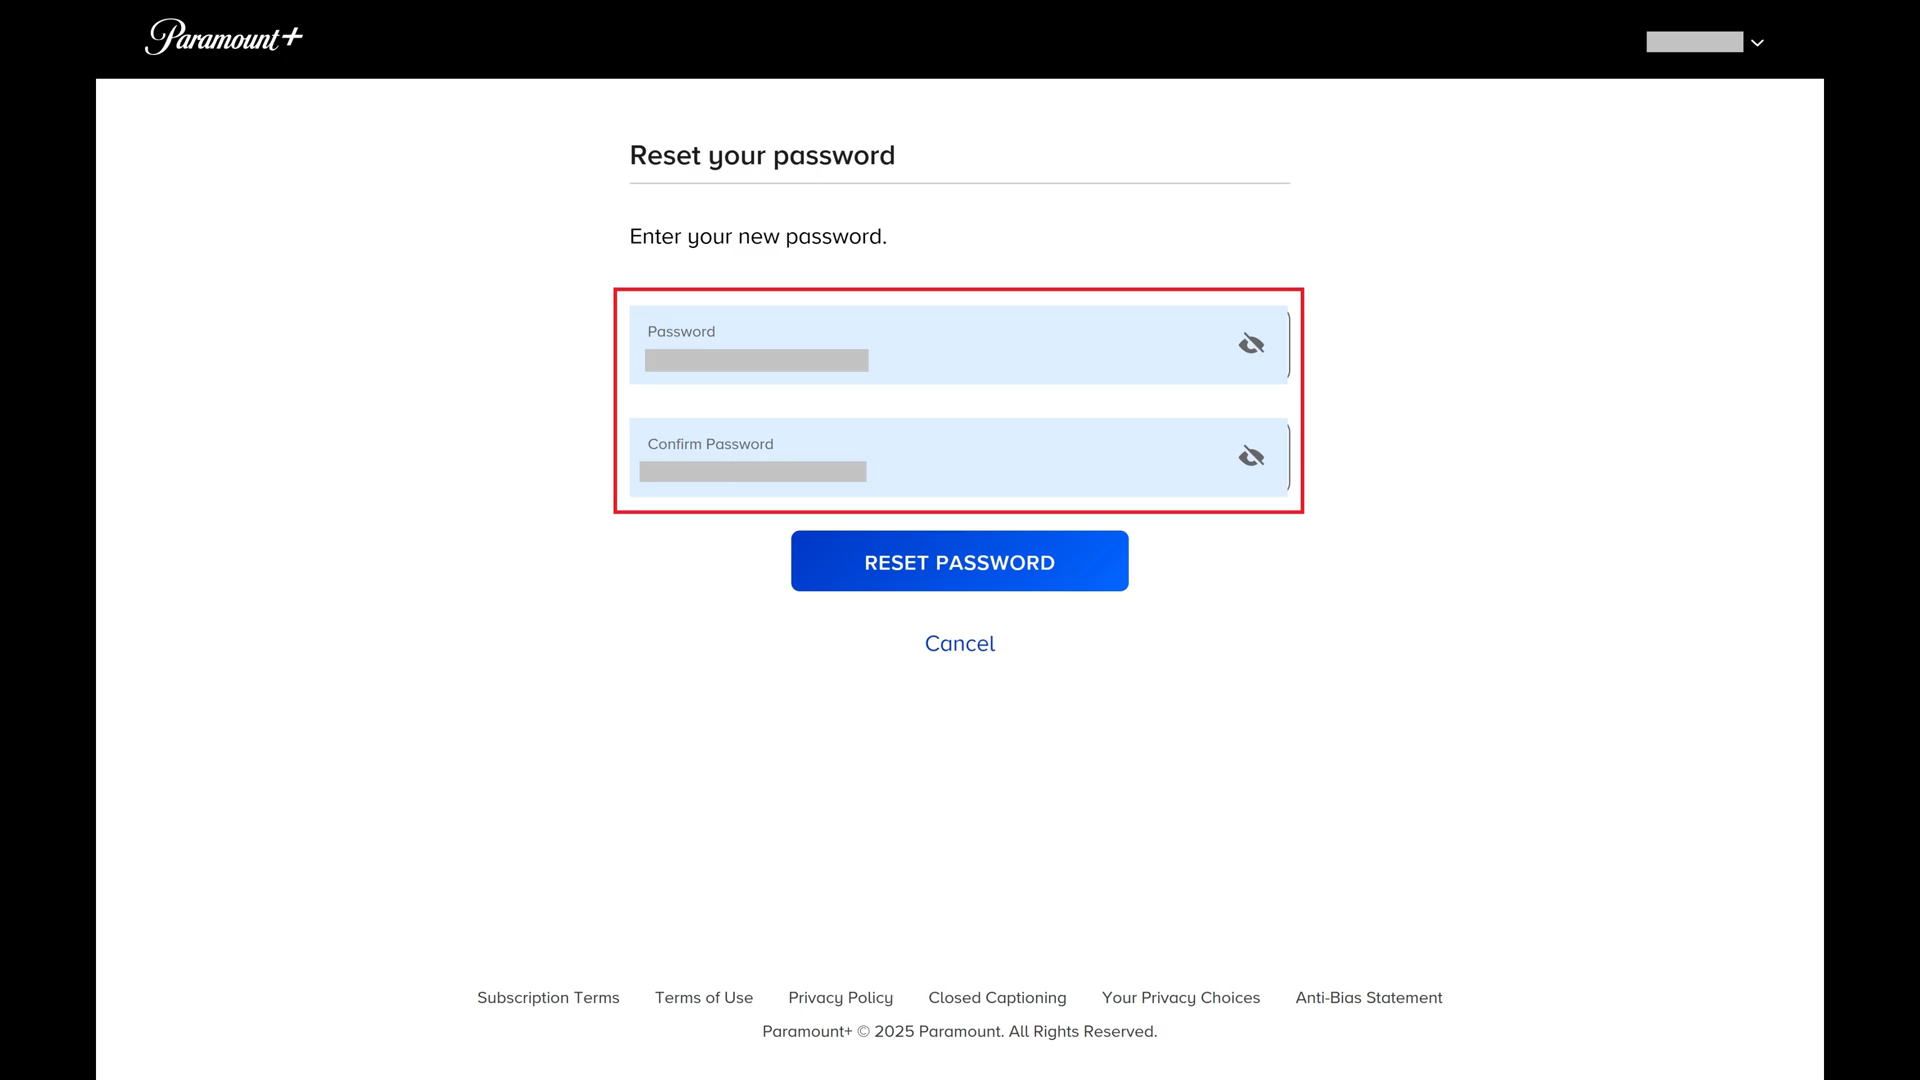 Paramount+
Reset your password
Enter your new password.
Password
Confirm Password
RESET PASSWORD
Cancel
Subscription Terms Terms of Use Privacy Policy Closed Captioning Your Privacy Choices Anti-Bias Statement
Paramount+ © 2025 Paramount. All Rights Reserved.